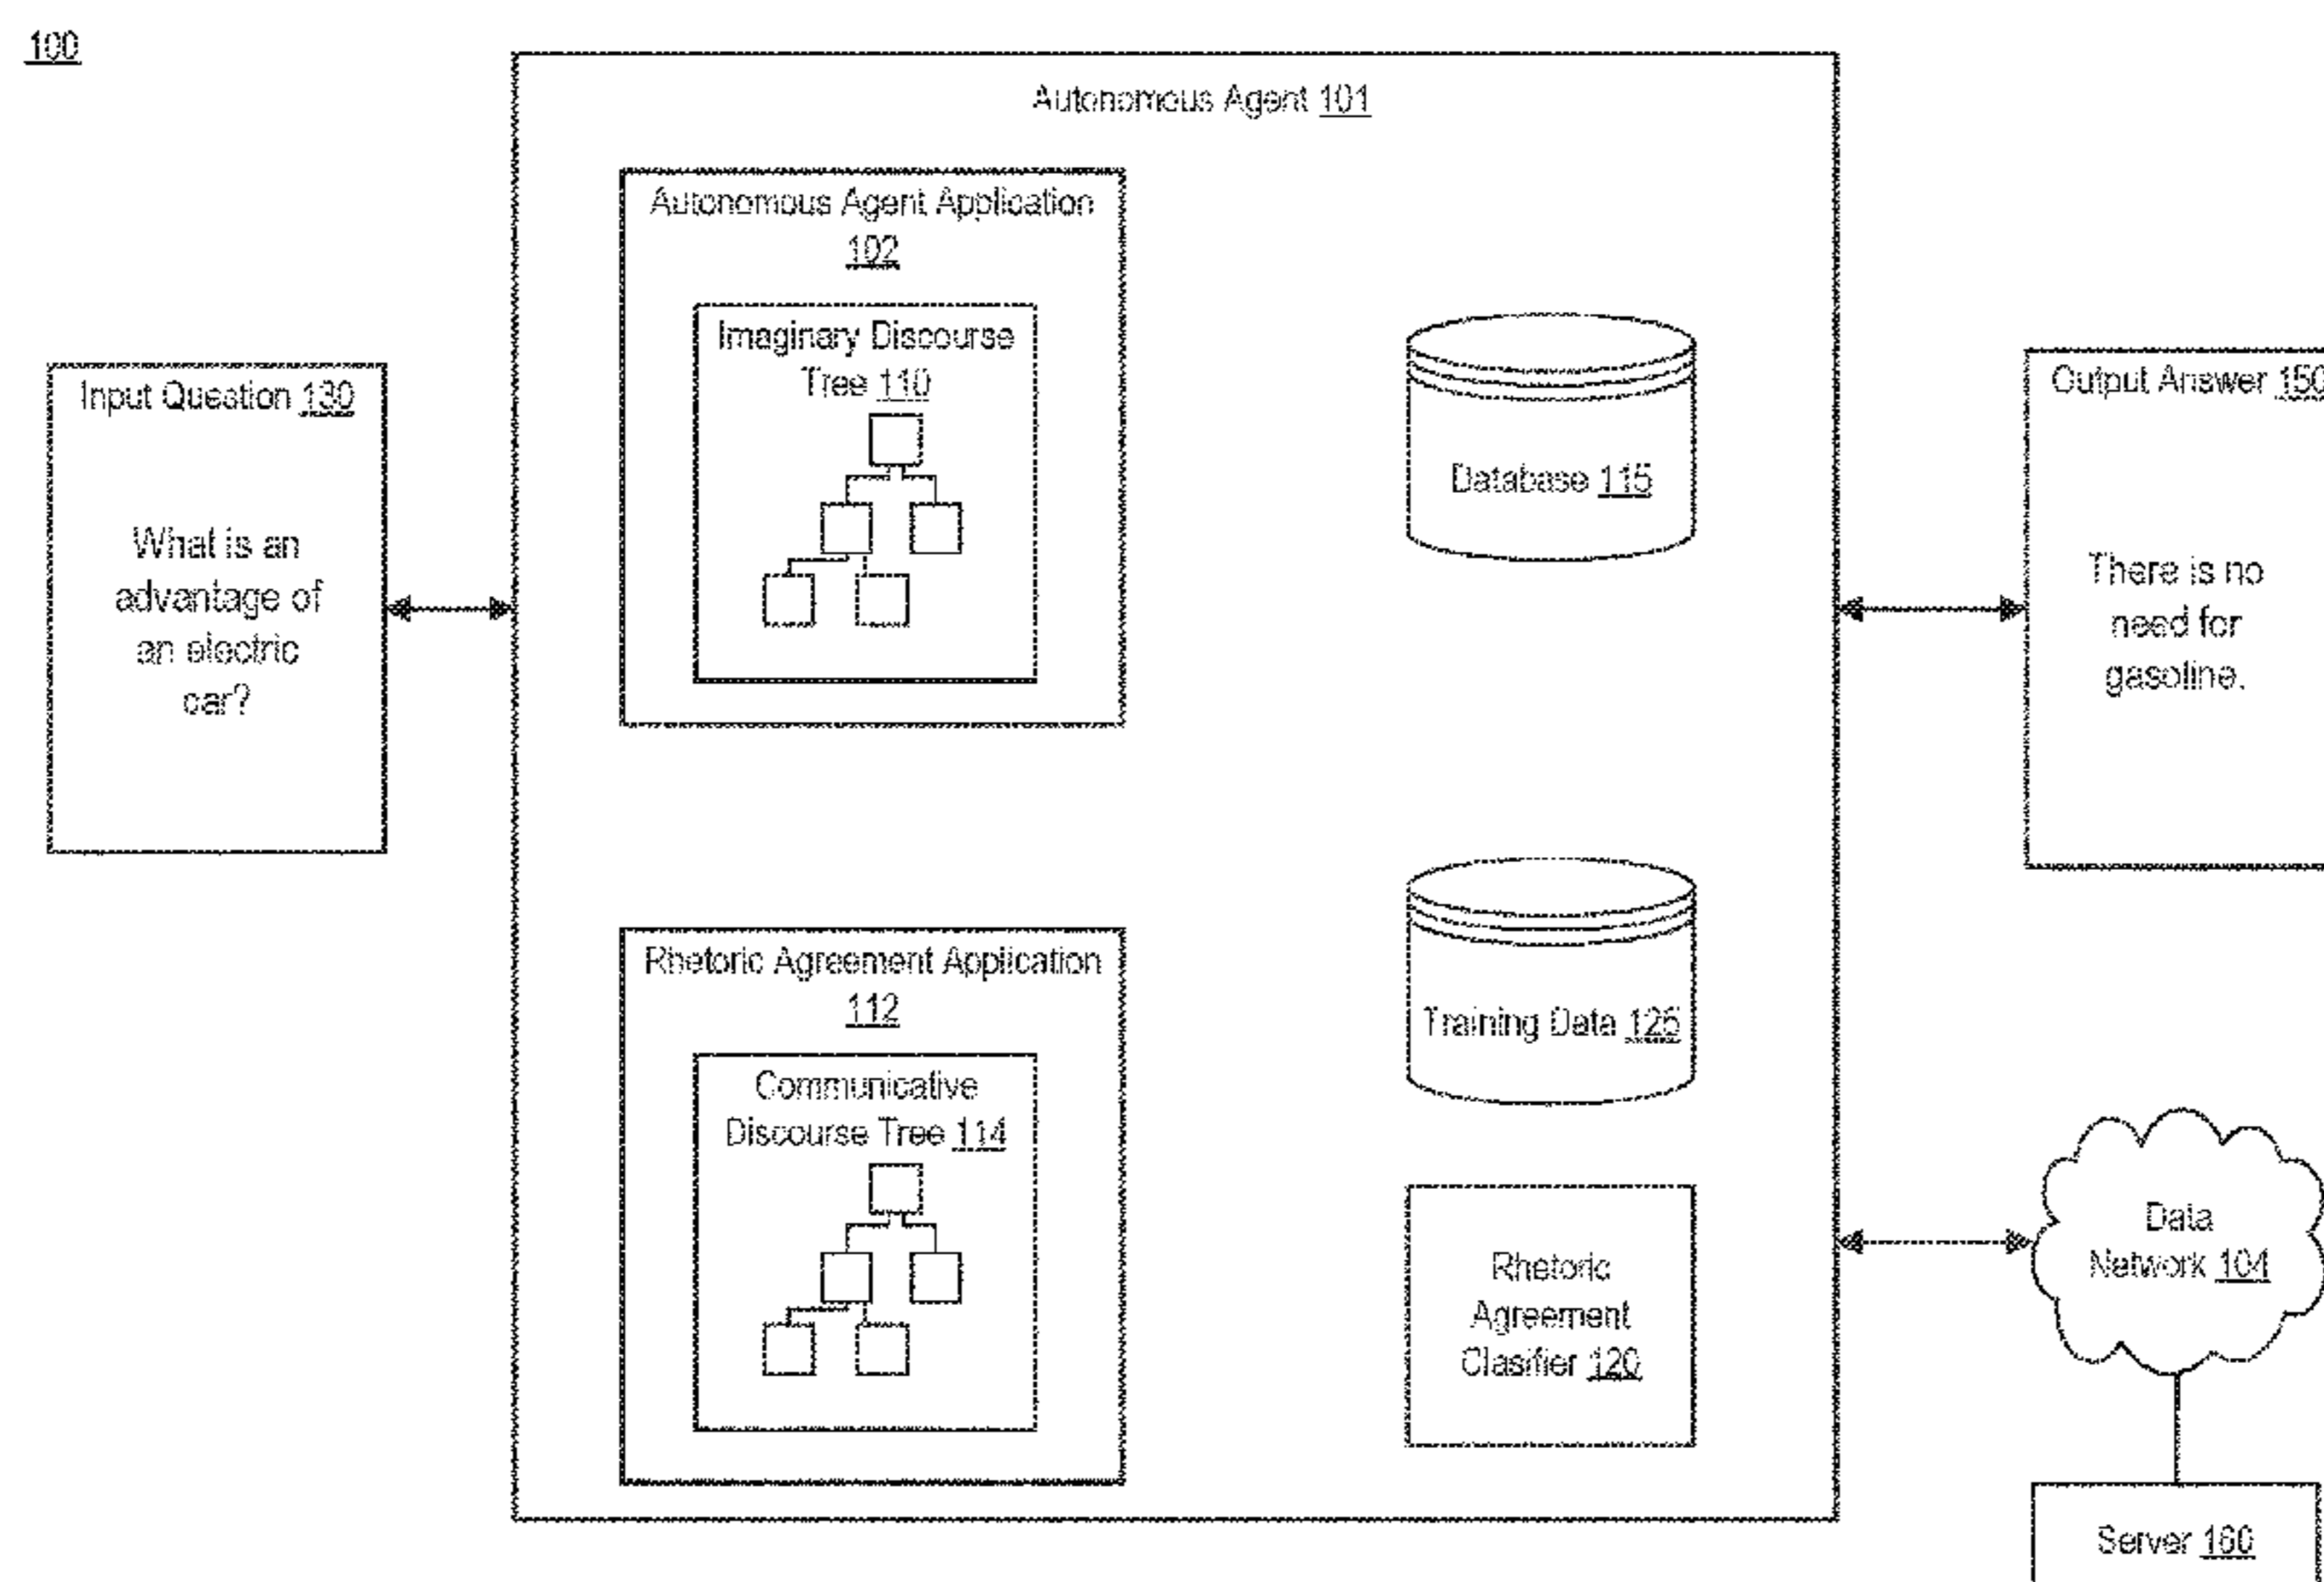 100
Autonomous Agent 101
Autonomous Agent Application
102
Imaginary Discourse
Tree 110
Database 115
Input Question 130
What is an
advantage of
an electric
car?
Output Answer 150
There is no
need for
gasoline.
Rhetoric Agreement Application
112
Communicative
Discourse Tree 114
Training Data 125
Rhetoric
Agreement
Clasifier 120
Data
Network 104
Server 160